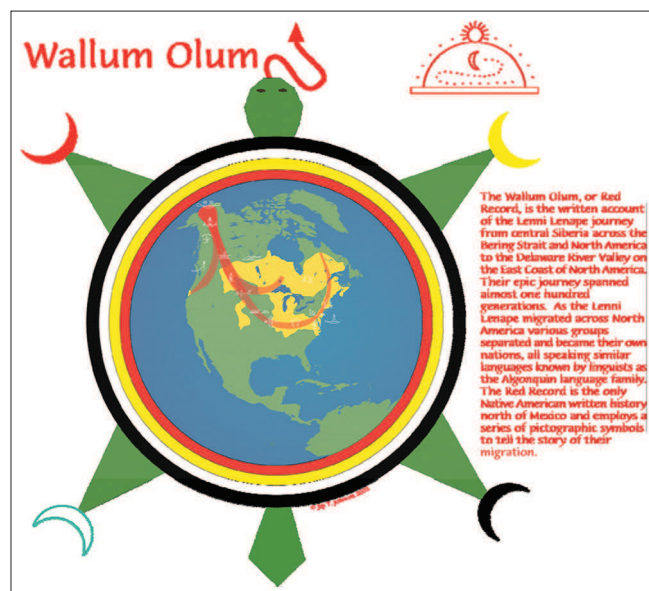 Wallum Olum
The Wallum Olum, or Red
Record, is the written account
of the Lenni Lenape journey
from central Siberia across the
Bering Strait and North America
to the Delaware River Valley on
the East Coast of North America.
Their epic journey spanned
almost one hundred
generations. As the Lenni
Lenape migrated across North
America various groups
separated and became their own
nations, all speaking similar
languages known by linguists as
the Algonquin language family.
The Red Record is the only
Native American written history
north of Mexico and employs a
series of pictographic symbols
to tell the story of their
migration.